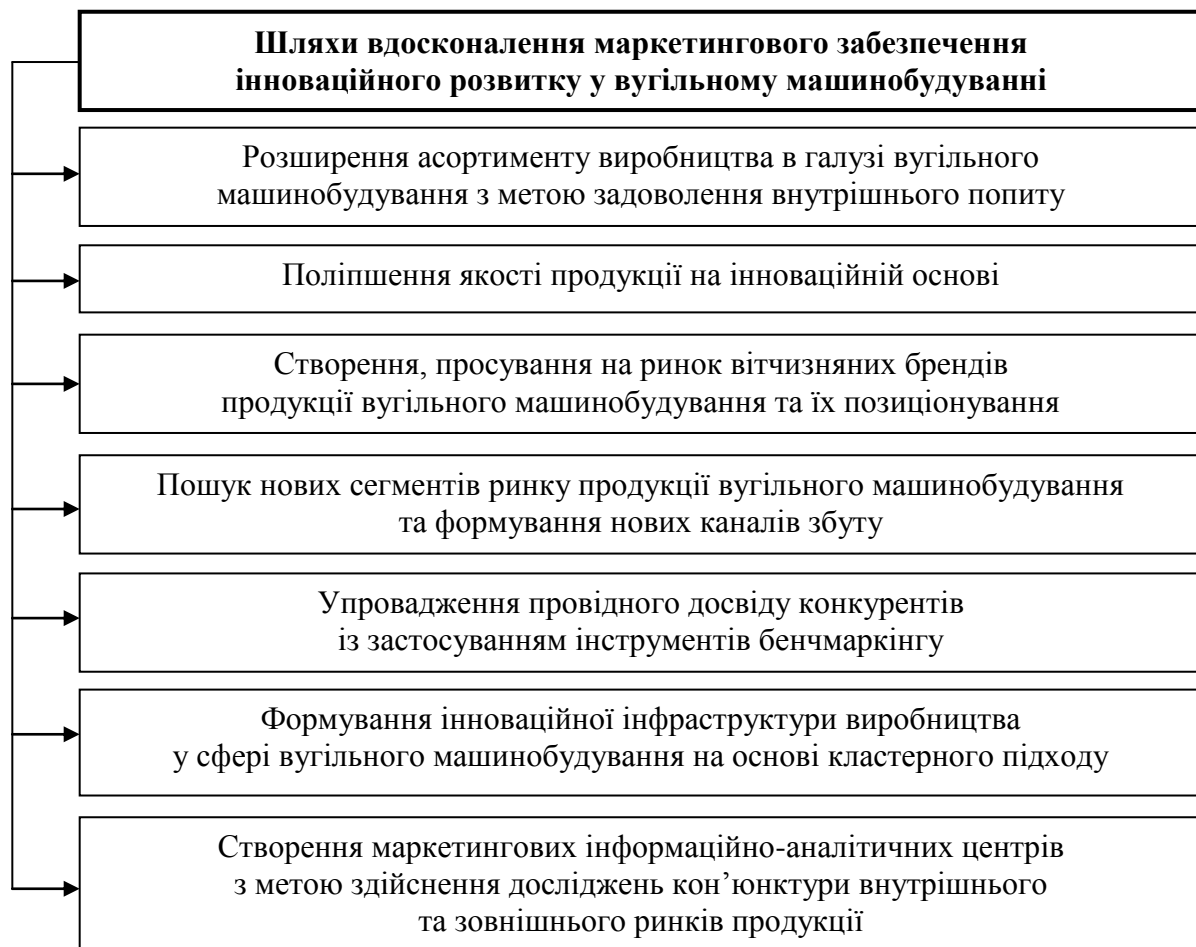 Шляхи вдосконалення маркетингового забезпечення
інноваційного розвитку у вугільному машинобудуванні
Розширення асортименту виробництва в галузі вугільного
машинобудування з метою задоволення внутрішнього попиту
Поліпшення якості продукції на інноваційній основі
Створення, просування на ринок вітчизняних брендів
продукції вугільного машинобудування та їх позиціонування
Пошук нових сегментів ринку продукції вугільного машинобудування
та формування нових каналів збуту
Упровадження провідного досвіду конкурентів
із застосуванням інструментів бенчмаркінгу
Формування інноваційної інфраструктури виробництва
у сфері вугільного машинобудування на основі кластерного підходу
Створення маркетингових інформаційно-аналітичних центрів
з метою здійснення досліджень кон’юнктури внутрішнього
та зовнішнього ринків продукції